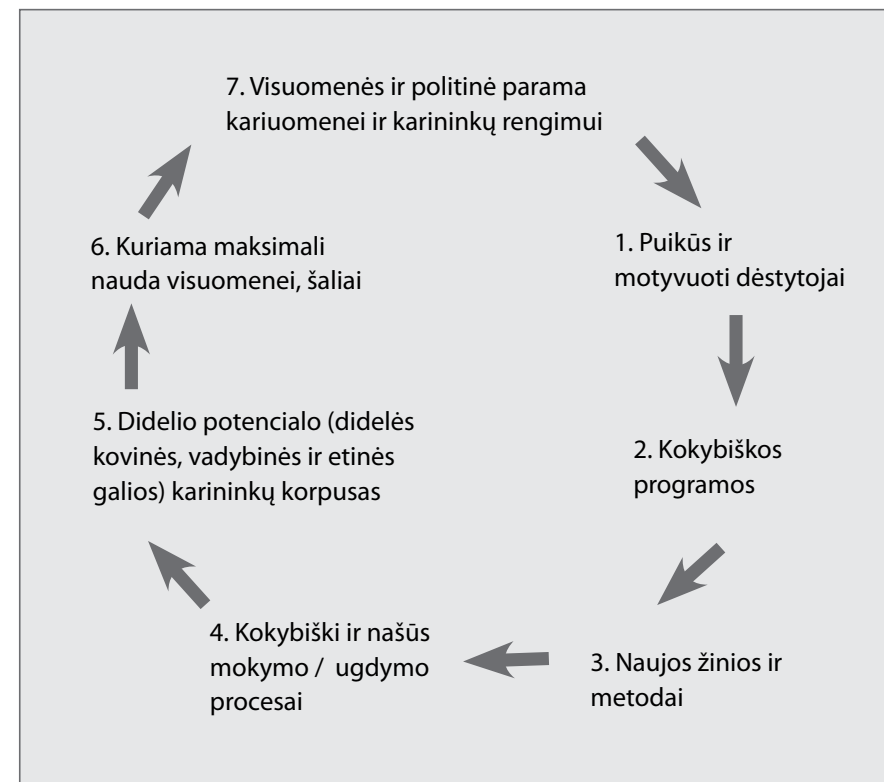 7. Visuomenės ir politinė parama
kariuomenei ir karininkų rengimui
1. Puikūs ir
motyvuoti dėstytojai
2. Kokybiškos
programos
3. Naujos žinios ir
metodai
4. Kokybiški ir našūs
mokymo / ugdymo
procesai
5. Didelio potencialo (didelės
kovinės, vadybinės ir etinės
galios) karininkų korpusas
6. Kuriama maksimali
nauda visuomenei, šaliai